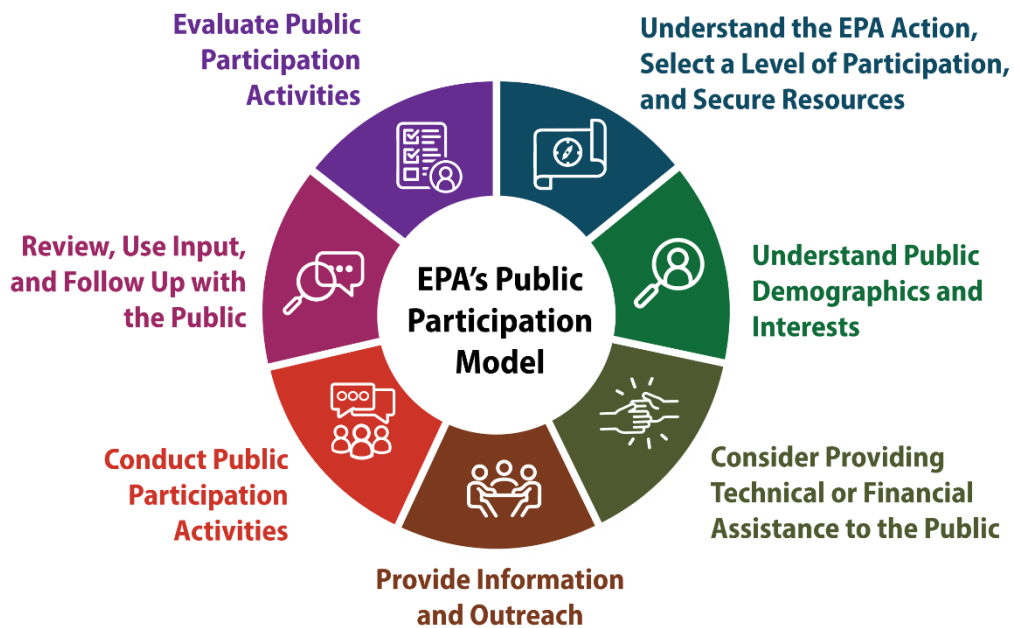 EPA's Public
Participation
Model
Understand the EPA Action,
Select a Level of Participation,
and Secure Resources
Understand Public
Demographics and
Interests
Consider Providing
Technical or Financial
Assistance to the Public
Provide Information
and Outreach
Conduct Public
Participation
Activities
Review, Use Input,
and Follow Up with
the Public
Evaluate Public
Participation
Activities